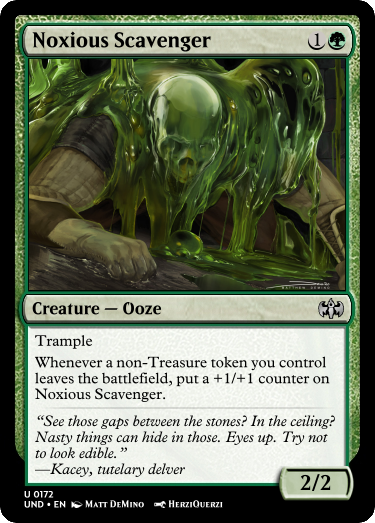 Noxious Scavenger 1
MATTHEW DEMINO
Creature — Ooze
Trample
Whenever a non-Treasure token you control
leaves the battlefield, put a +1/+1 counter on
Noxious Scavenger.
“See those gaps between the stones? In the ceiling?
Nasty things can hide in those. Eyes up. Try not
to look edible.”
—Kacey, tutelary delver
2/2
U 0172
UND • EN Matt DeMino HerziQuerzi